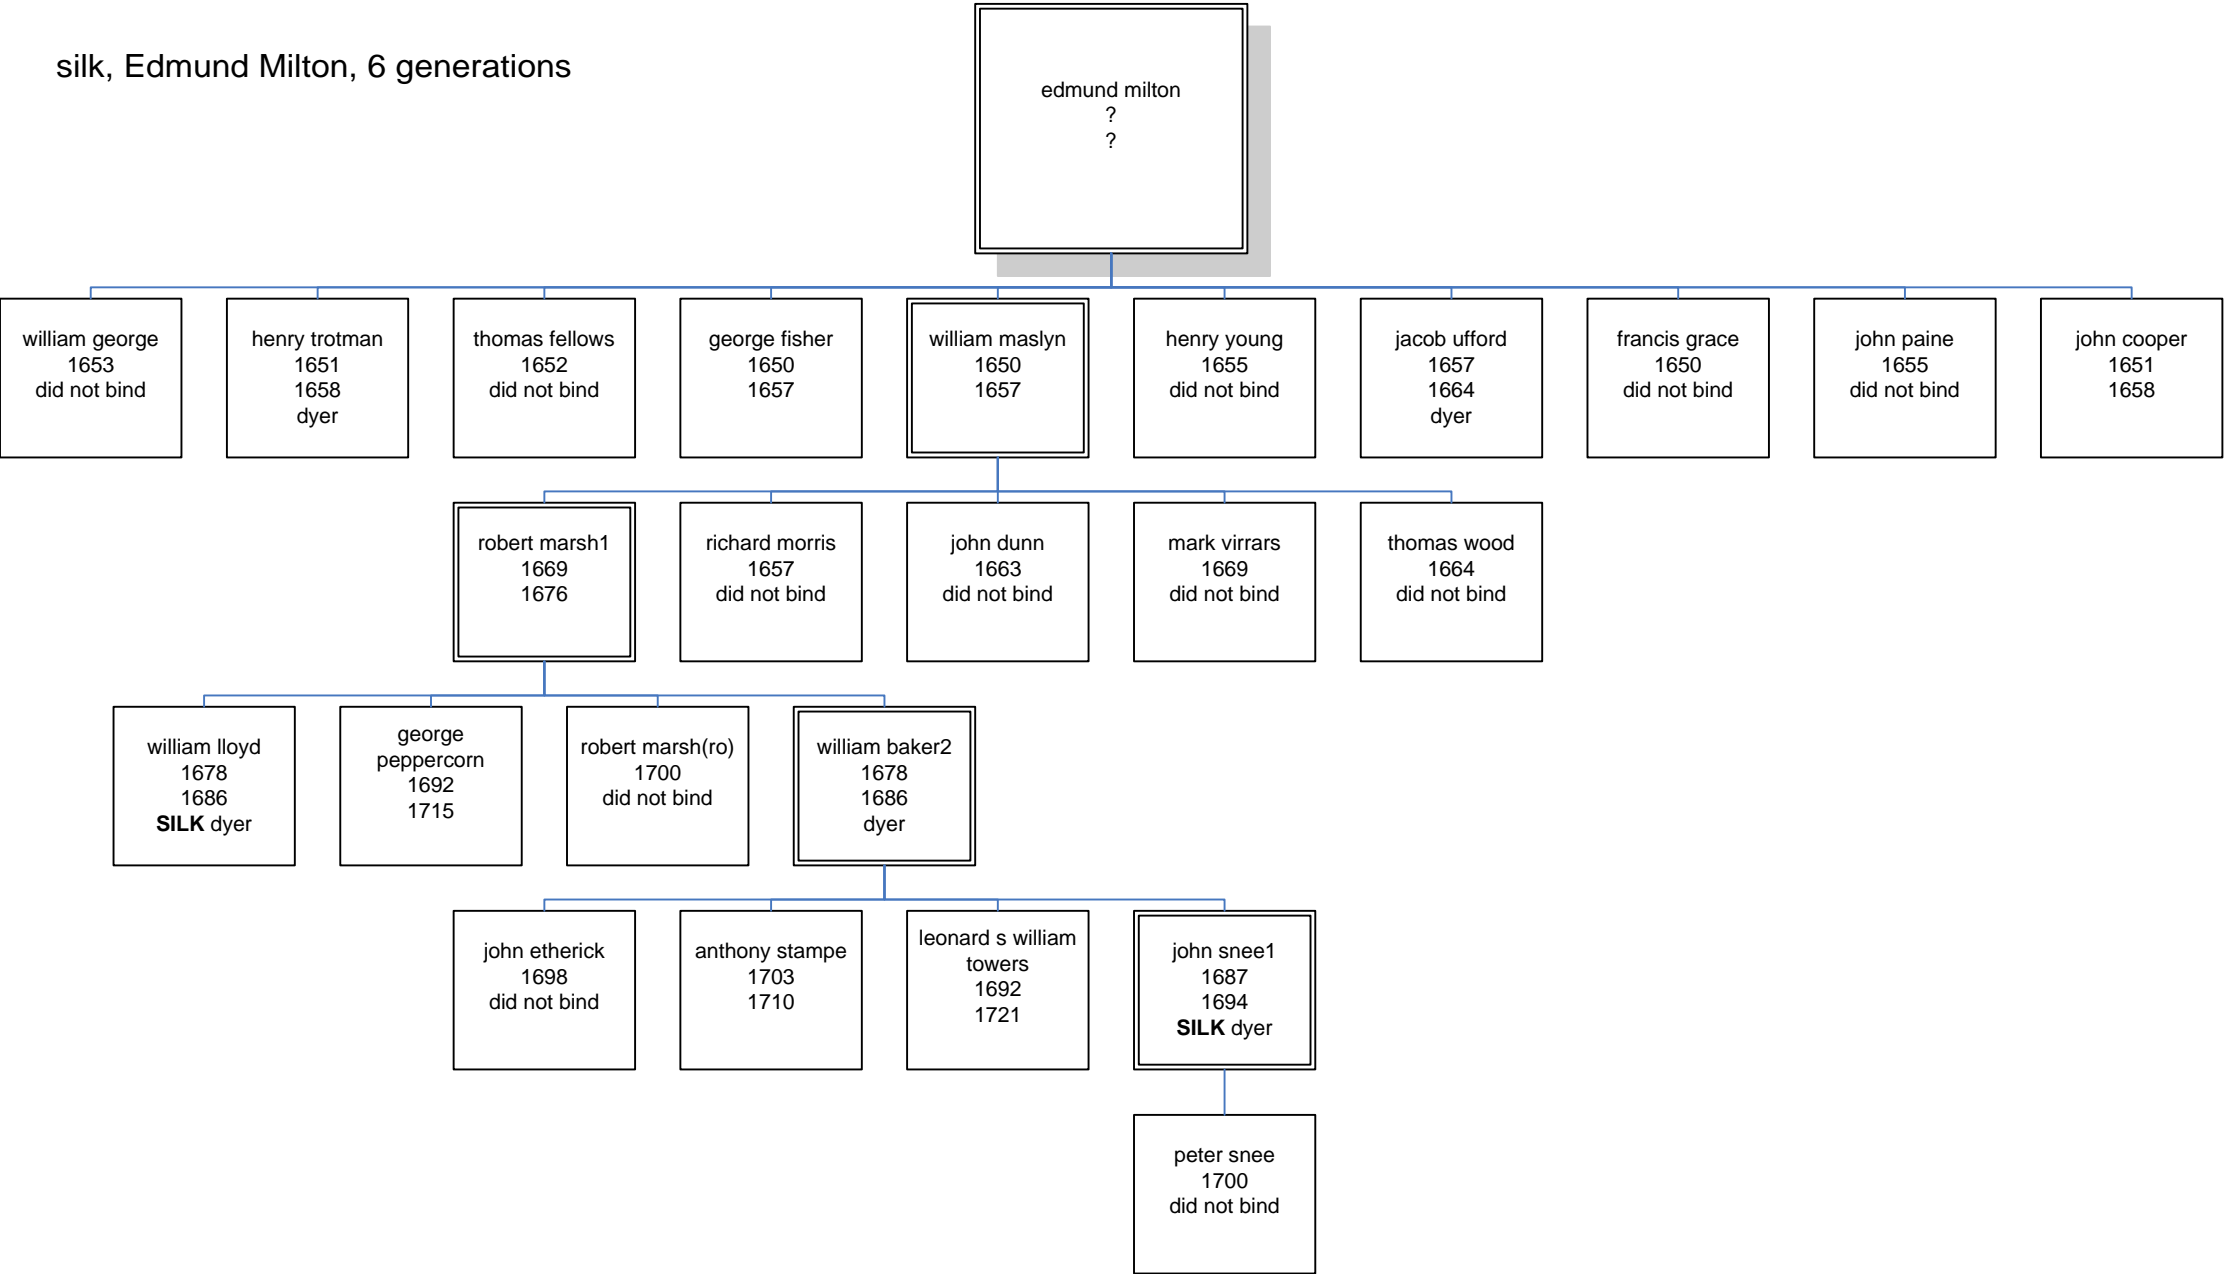 silk, Edmund Milton, 6 generations
edmund milton
?
?
william george
1653
did not bind
henry trotman
1651
1658
dyer
thomas fellows
1652
did not bind
george fisher
1650
1657
william maslyn
1650
1657
henry young
1655
did not bind
jacob ufford
1657
1664
dyer
francis grace
1650
did not bind
john paine
1655
did not bind
john cooper
1651
1658
robert marsh1
1669
1676
richard morris
1657
did not bind
john dunn
1663
did not bind
mark virrars
1669
did not bind
thomas wood
1664
did not bind
william lloyd
1678
1686
SILK dyer
george
peppercorn
1692
1715
robert marsh(ro)
1700
did not bind
william baker2
1678
1686
dyer
john etherick
1698
did not bind
anthony stampe
1703
1710
leonard s william
towers
1692
1721
john snee1
1687
1694
SILK dyer
peter snee
1700
did not bind